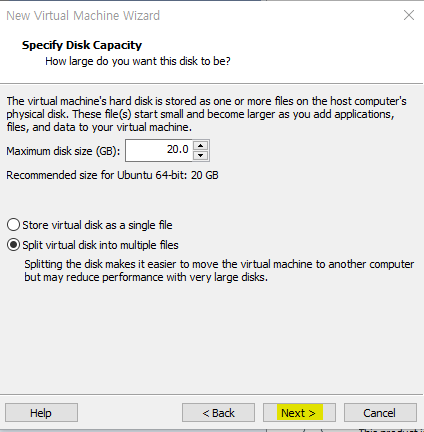 New Virtual Machine Wizard
Specify Disk Capacity
How large do you want this disk to be?
The virtual machine's hard disk is stored as one or more files on the host computer's
physical disk. These file(s) start small and become larger as you add applications,
files, and data to your virtual machine.
Maximum disk size (GB): 20.0
Recommended size for Ubuntu 64-bit: 20 GB
Store virtual disk as a single file
Split virtual disk into multiple files
Splitting the disk makes it easier to move the virtual machine to another computer
but may reduce performance with very large disks.
Help < Back Next > Cancel